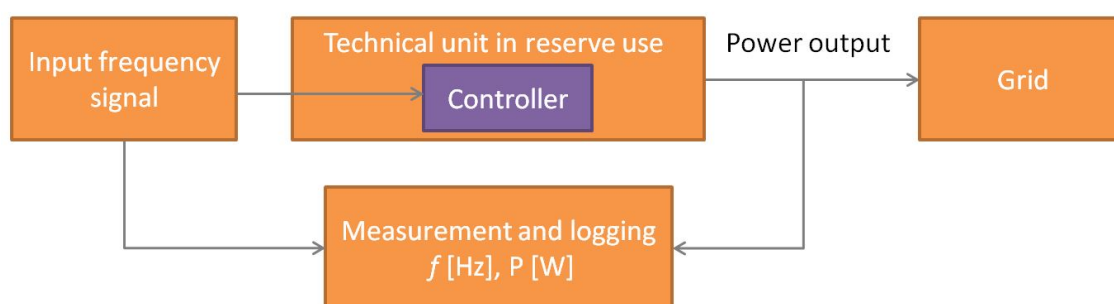 Input frequency
signal
Technical unit in reserve use
Controller
Power output
Grid
Measurement and logging
f [Hz], P [W]